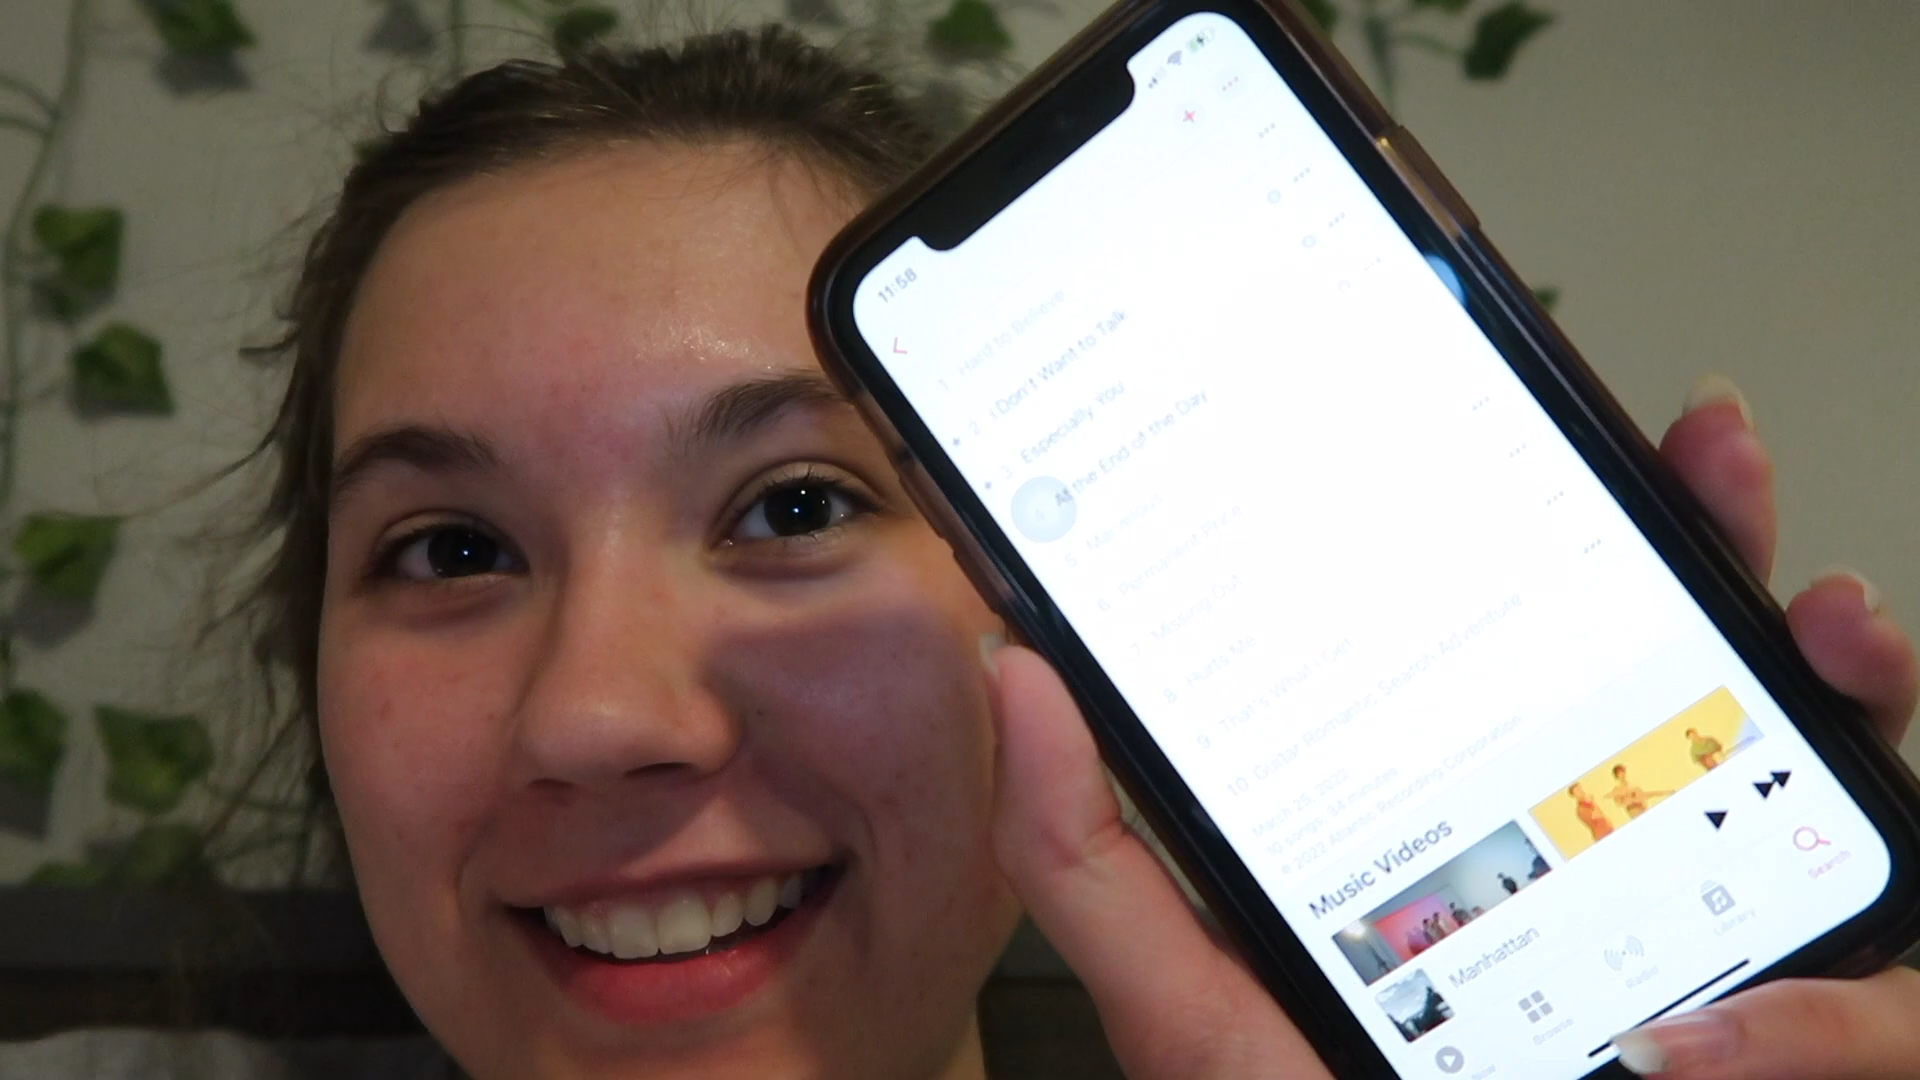 11:58
1 Hard to Believe
2 I Don't Want to Talk
3 Especially You
4 At the End of the Day
5
6 Permanent Price
7 Missing Out
8 Hurts Me
9 That's What I Get
10 Guitar Romantic Search Adventure
March 25, 2022
10 songs, 34 minutes
℗ 2022 Atlantic Recording Corporation
Music Videos
Manhattan
Browse
Radio
Library
Search